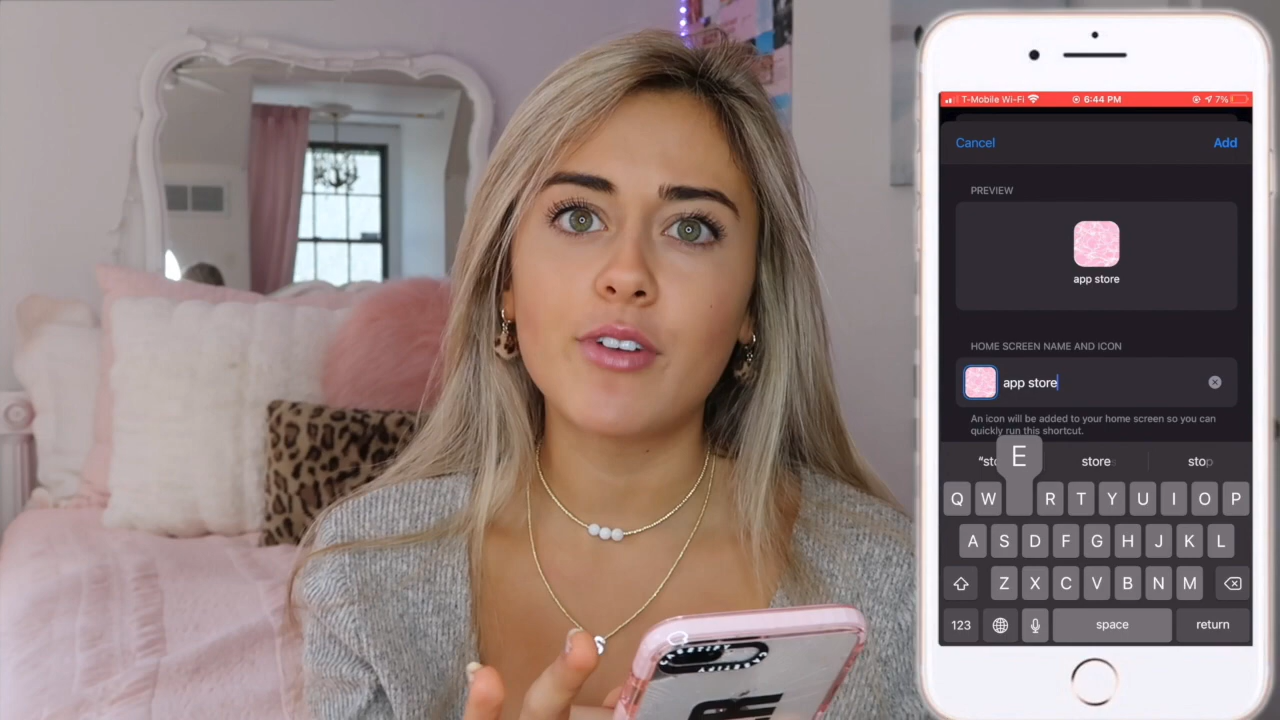 T-Mobile Wi-Fi 6:44 PM 7%
Cancel Add
PREVIEW
app store
HOME SCREEN NAME AND ICON
app store
An icon will be added to your home screen so you can
quickly run this shortcut.
"sto store stop
E
Q W R T Y U I O P
A S D F G H J K L
Z X C V B N M
123 space return
CASETIFY